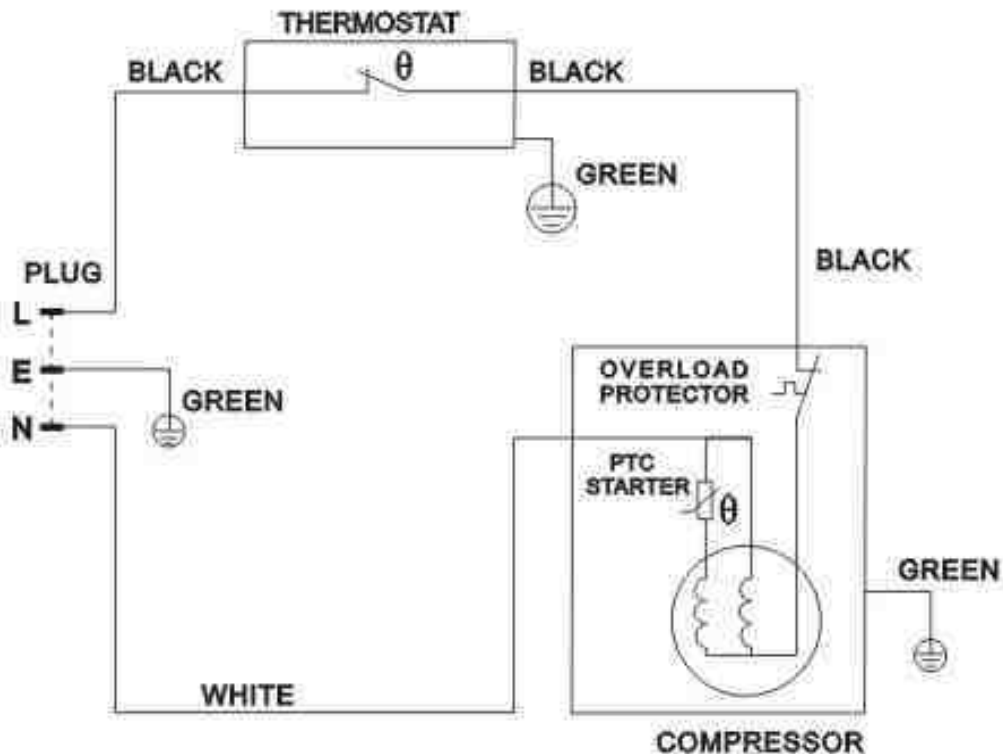 THERMOSTAT
BLACK
θ
BLACK
GREEN
BLACK
PLUG
L
E
GREEN
N
OVERLOAD
PROTECTOR
PTC
STARTER
θ
GREEN
WHITE
COMPRESSOR